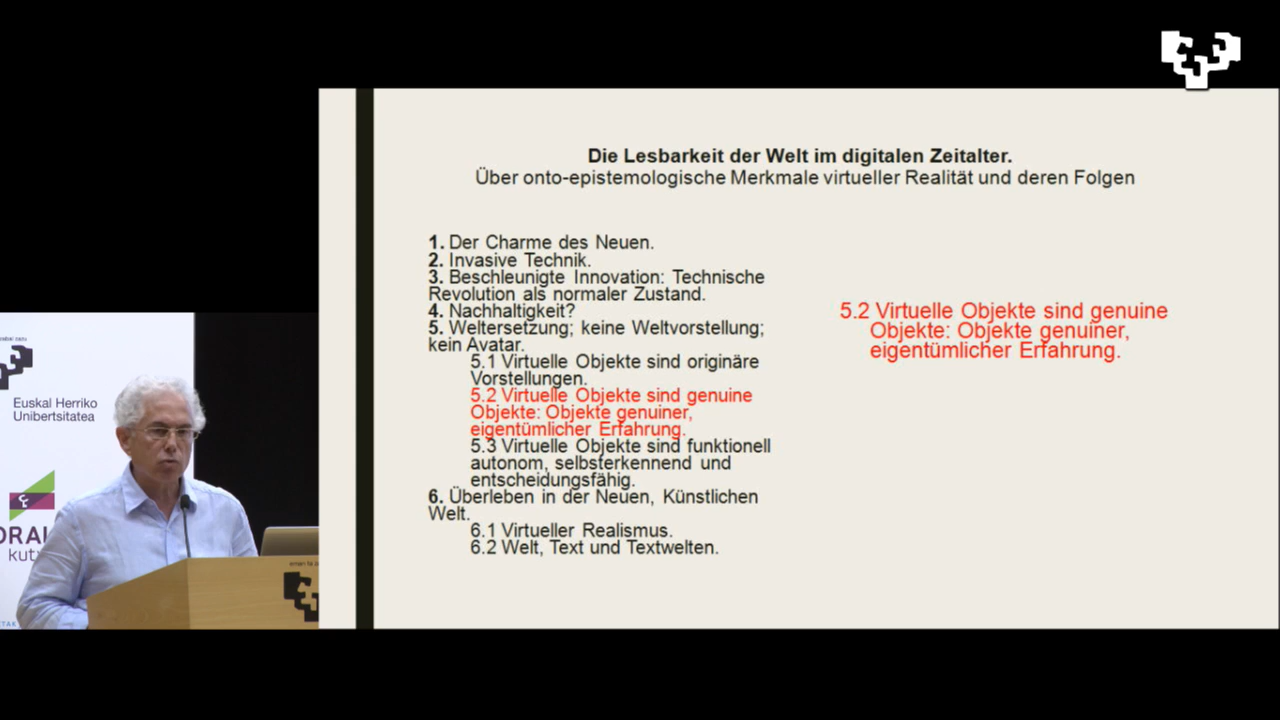 Die Lesbarkeit der Welt im digitalen Zeitalter.
Über onto-epistemologische Merkmale virtueller Realität und deren Folgen
1. Der Charme des Neuen.
2. Invasive Technik.
3. Beschleunigte Innovation: Technische
Revolution als normaler Zustand.
4. Nachhaltigkeit?
5. Weltersetzung; keine Weltvorstellung;
kein Avatar.
5.1 Virtuelle Objekte sind originäre
Vorstellungen.
5.2 Virtuelle Objekte sind genuine
Objekte: Objekte genuiner,
eigentümlicher Erfahrung.
5.3 Virtuelle Objekte sind funktionell
autonom, selbsterkennend und
entscheidungsfähig.
6. Überleben in der Neuen, Künstlichen
Welt.
6.1 Virtueller Realismus.
6.2 Welt, Text und Textwelten.
5.2 Virtuelle Objekte sind genuine
Objekte: Objekte genuiner,
eigentümlicher Erfahrung.
Euskal Herriko
Unibertsitatea